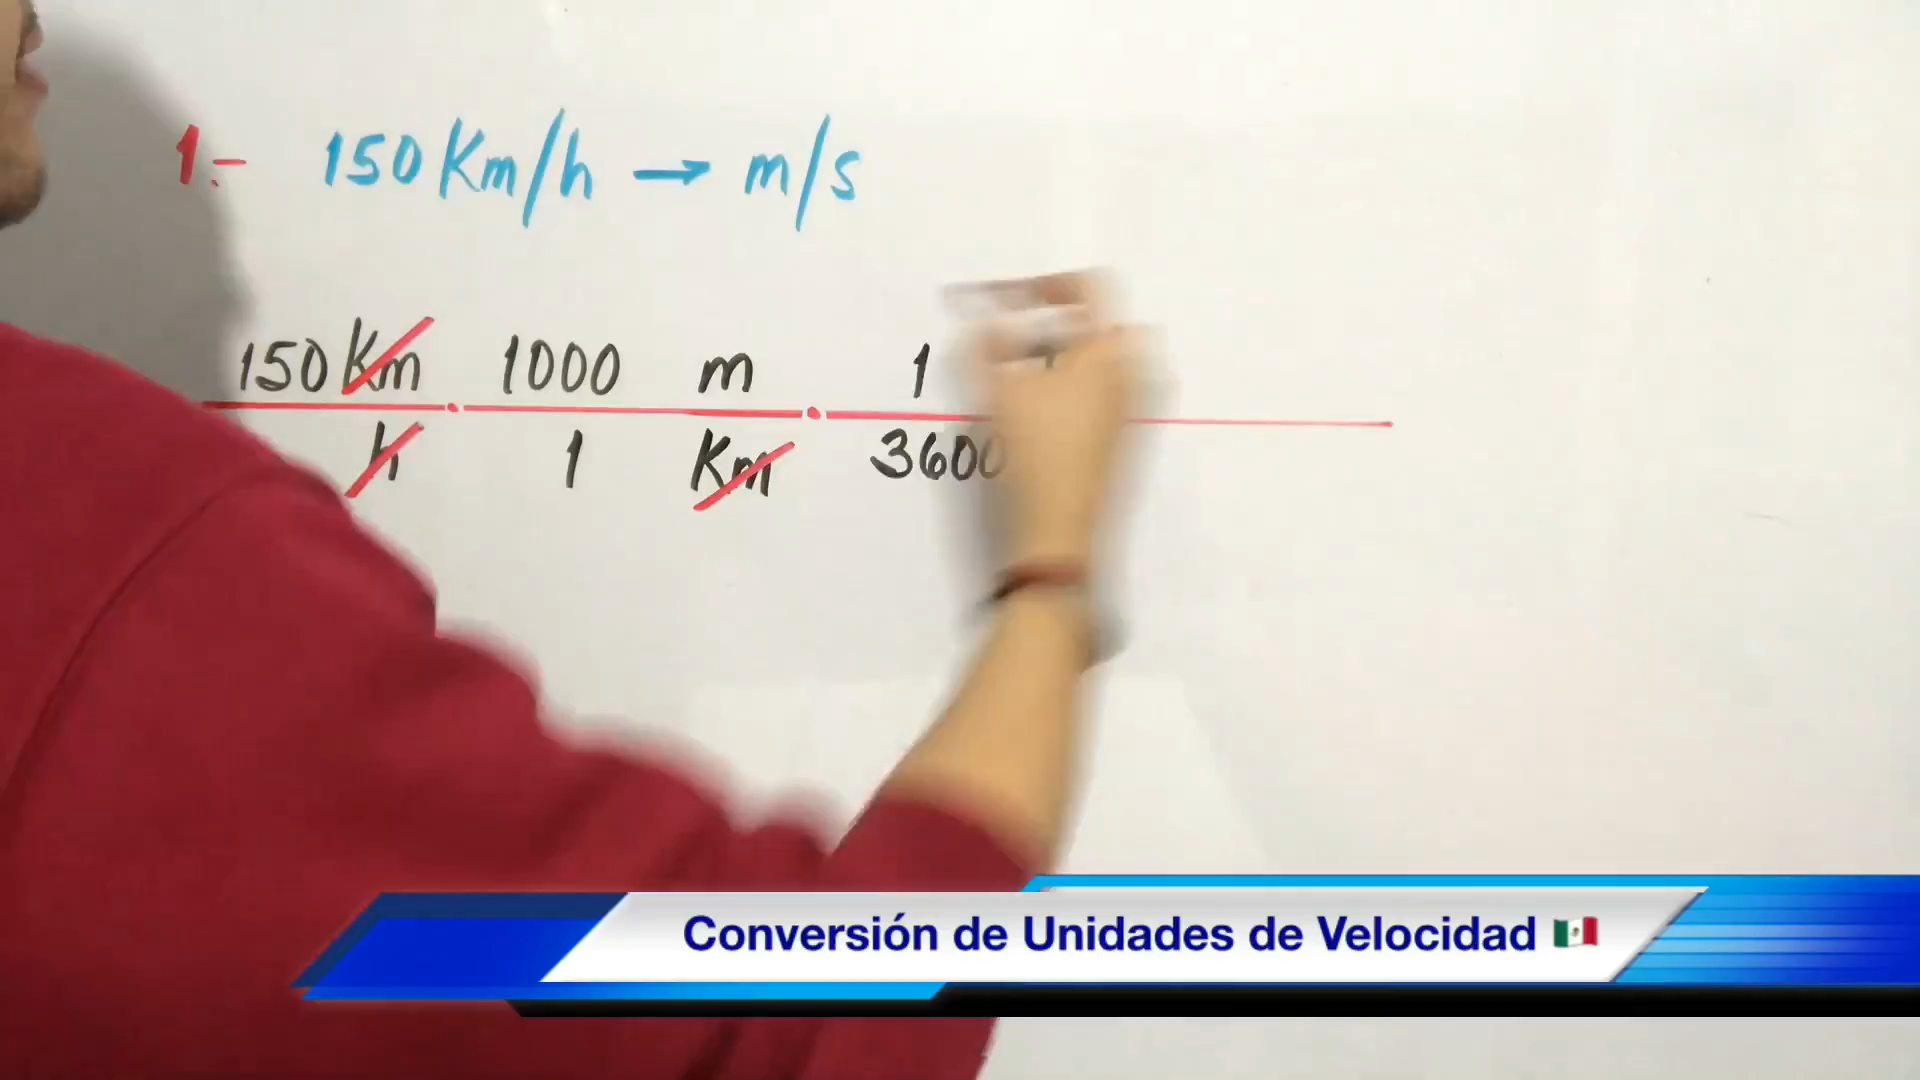 1.- 150 Km/h → m/s
150 Km 1000 m 1
h 1 Km 3600
Conversión de Unidades de Velocidad 🇲🇽